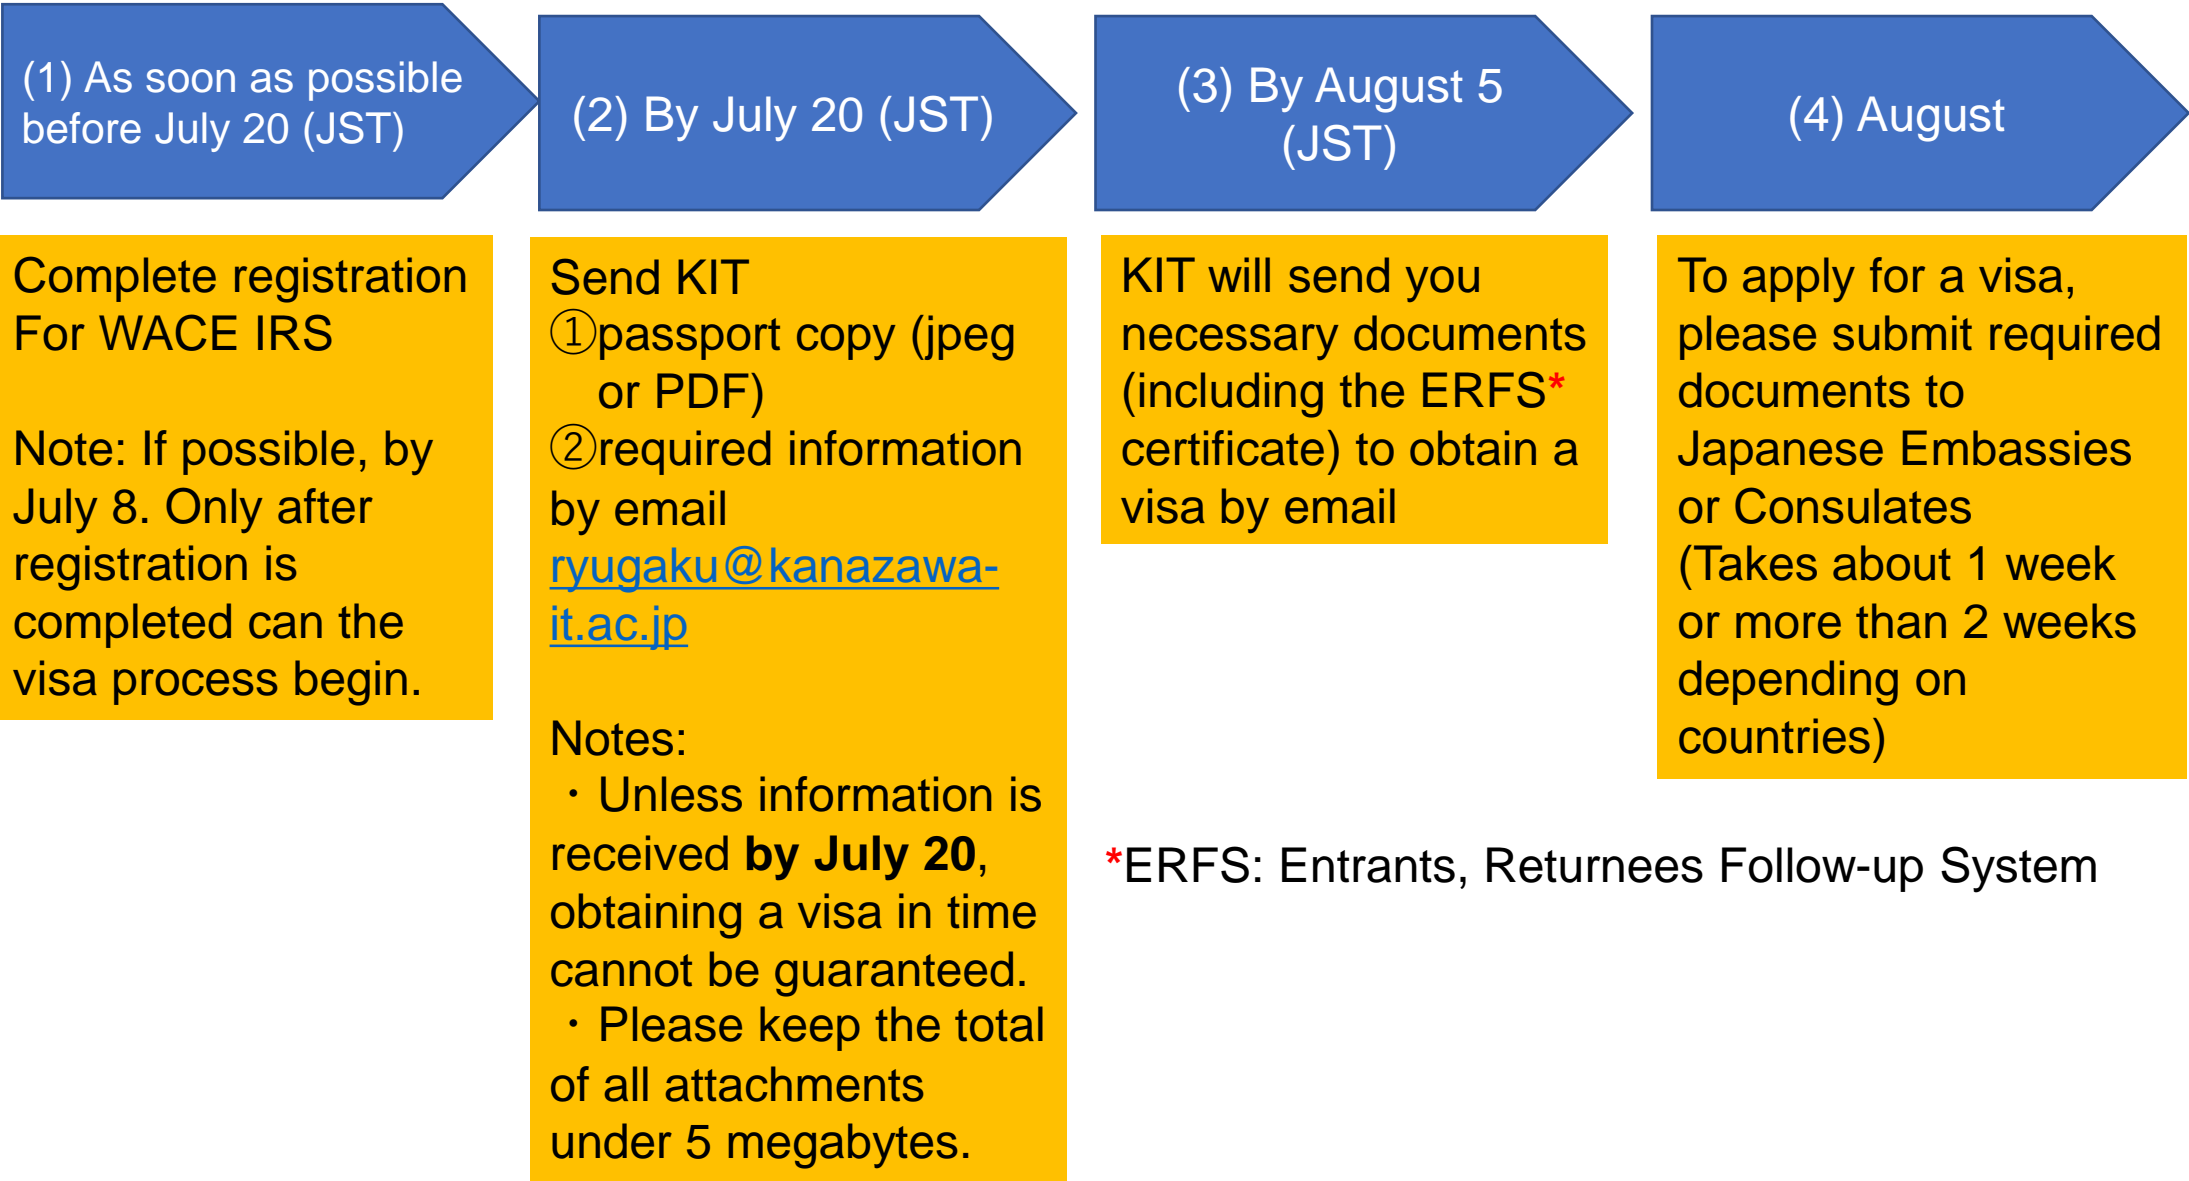 (1) As soon as possible
before July 20 (JST)
Complete registration
For WACE IRS
Note: If possible, by
July 8. Only after
registration is
completed can the
visa process begin.
(2) By July 20 (JST)
Send KIT
①passport copy (jpeg
or PDF)
②required information
by email
ryugaku@kanazawa-
it.ac.jp
Notes:
・Unless information is
received by July 20,
obtaining a visa in time
cannot be guaranteed.
・Please keep the total
of all attachments
under 5 megabytes.
(3) By August 5
(JST)
KIT will send you
necessary documents
(including the ERFS*
certificate) to obtain a
visa by email
(4) August
To apply for a visa,
please submit required
documents to
Japanese Embassies
or Consulates
(Takes about 1 week
or more than 2 weeks
depending on
countries)
*ERFS: Entrants, Returnees Follow-up System